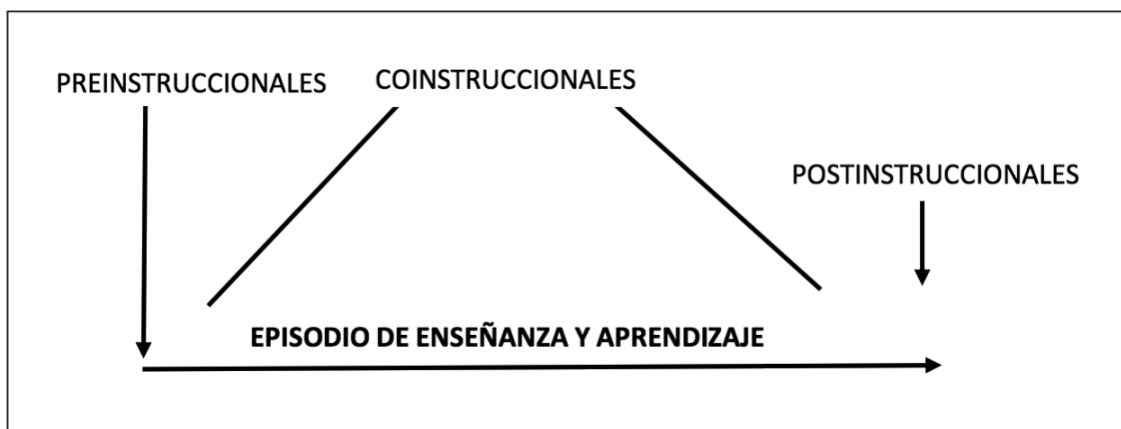 PREINSTRUCCIONALES
COINSTRUCCIONALES
POSTINSTRUCCIONALES
EPISODIO DE ENSEÑANZA Y APRENDIZAJE